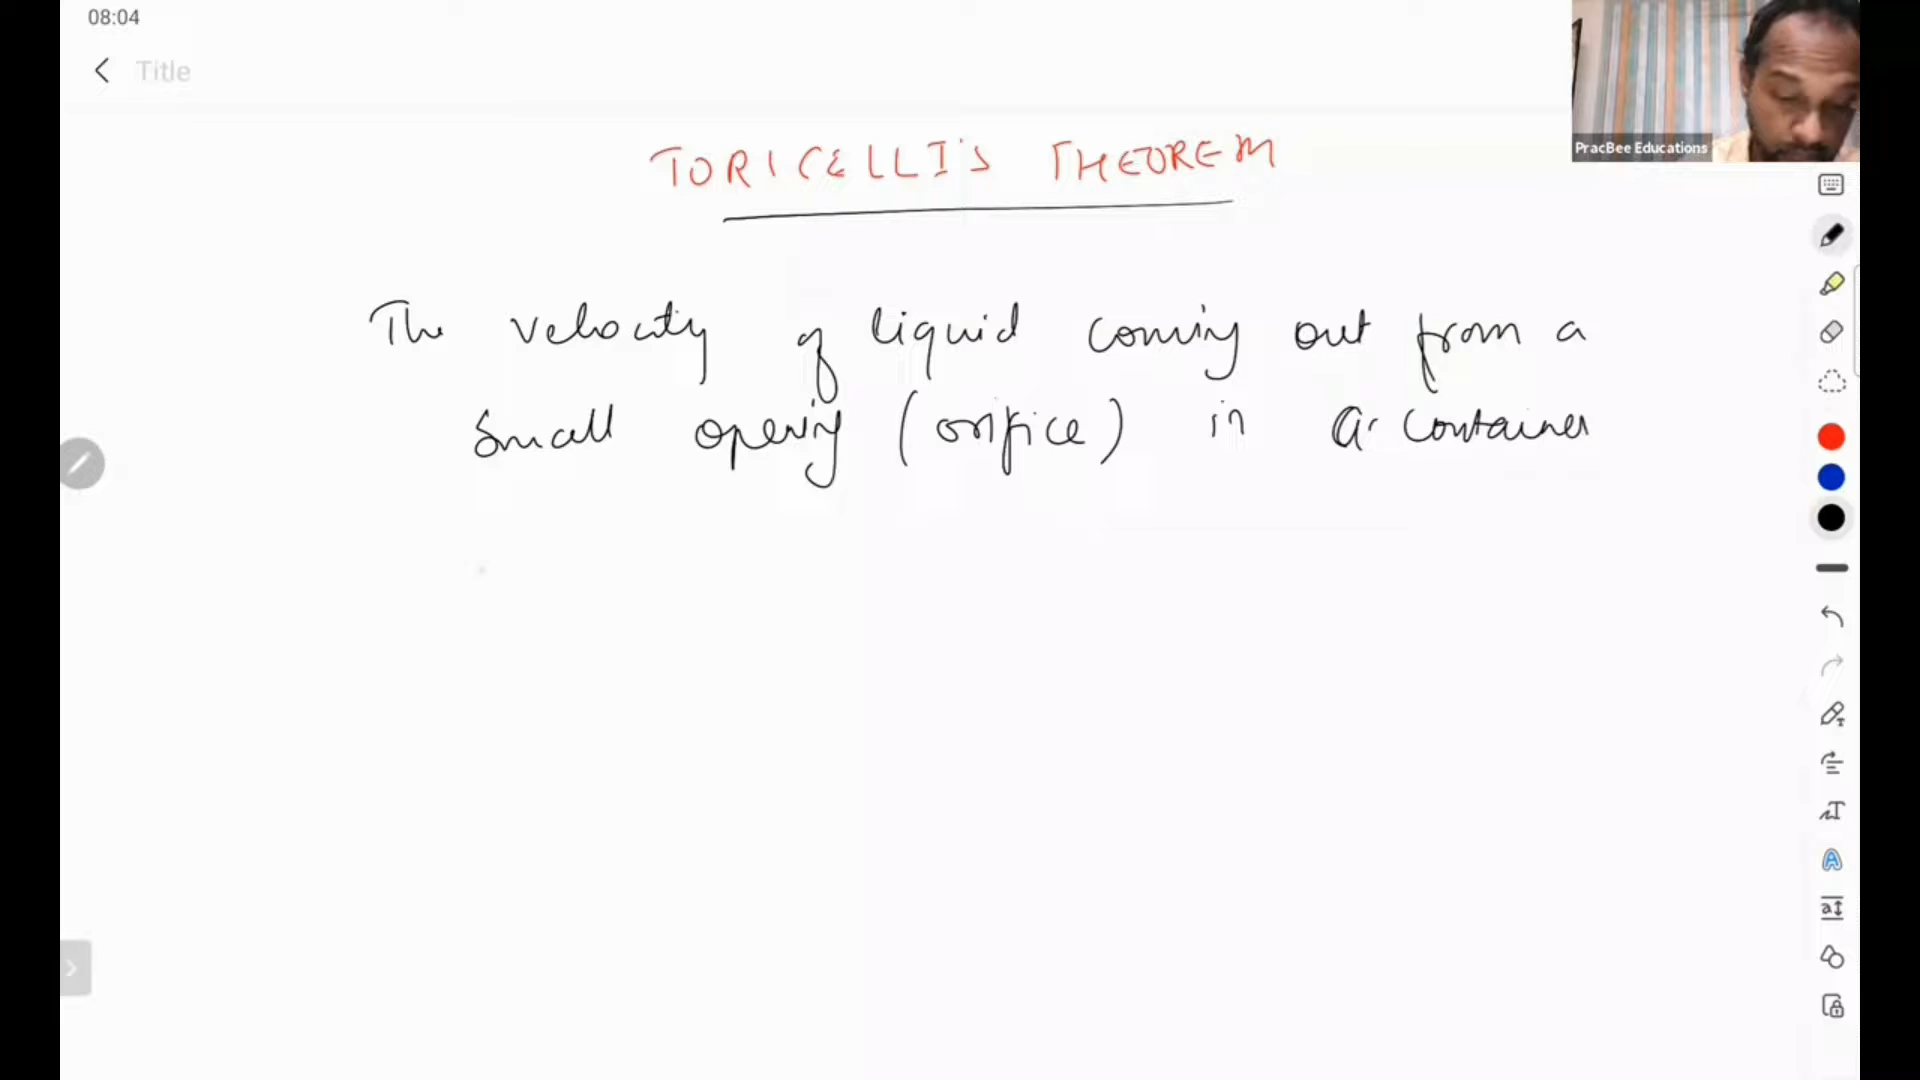 08:04
Title
PracBee Educations
TORICELLI'S THEOREM
The velocity of liquid coming out from a
small opening (orifice) in a container